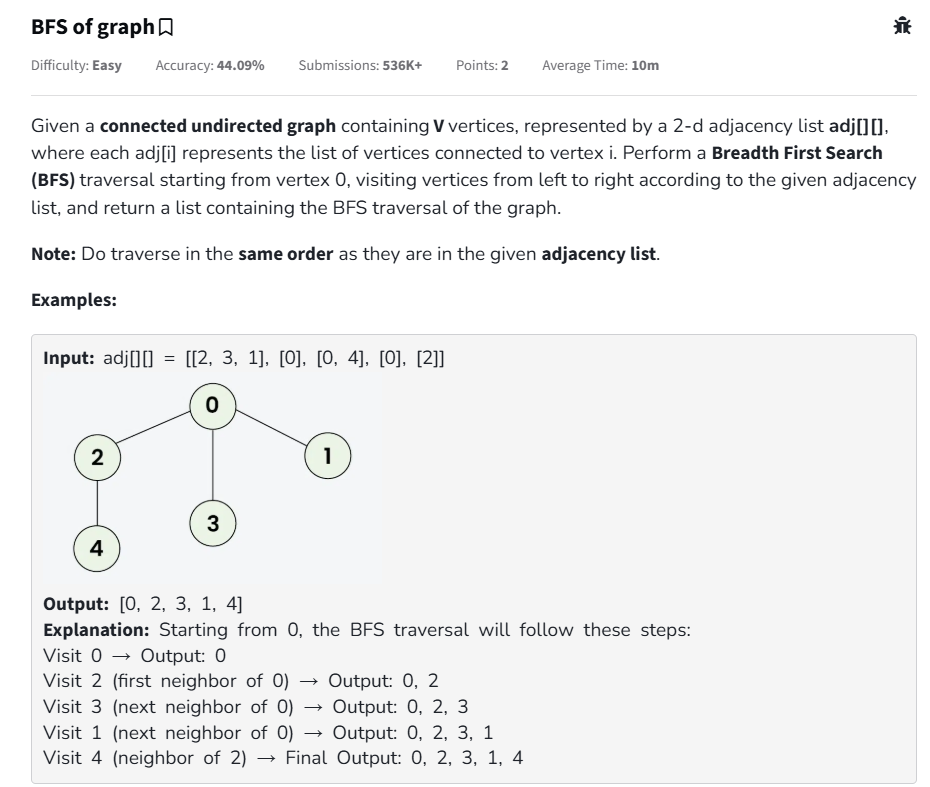 BFS of graph
Difficulty: Easy Accuracy: 44.09% Submissions: 536K+ Points: 2 Average Time: 10m
Given a connected undirected graph containing V vertices, represented by a 2-d adjacency list adj[][],
where each adj[i] represents the list of vertices connected to vertex i. Perform a Breadth First Search
(BFS) traversal starting from vertex 0, visiting vertices from left to right according to the given adjacency
list, and return a list containing the BFS traversal of the graph.
Note: Do traverse in the same order as they are in the given adjacency list.
Examples:
Input: adj[][] = [[2, 3, 1], [0], [0, 4], [0], [2]]
0
2
1
3
4
Output: [0, 2, 3, 1, 4]
Explanation: Starting from 0, the BFS traversal will follow these steps:
Visit 0 → Output: 0
Visit 2 (first neighbor of 0) → Output: 0, 2
Visit 3 (next neighbor of 0) → Output: 0, 2, 3
Visit 1 (next neighbor of 0) → Output: 0, 2, 3, 1
Visit 4 (neighbor of 2) → Final Output: 0, 2, 3, 1, 4